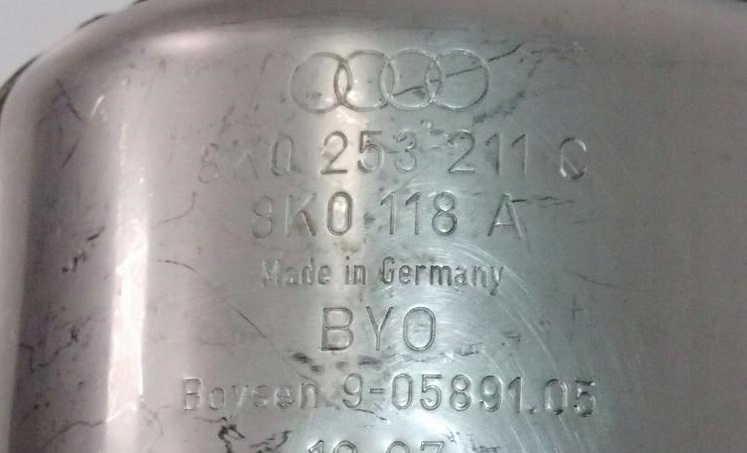 8K0 253 211 C
8K0 118 A
Made in Germany
BYO
Boysen 9-05891.05